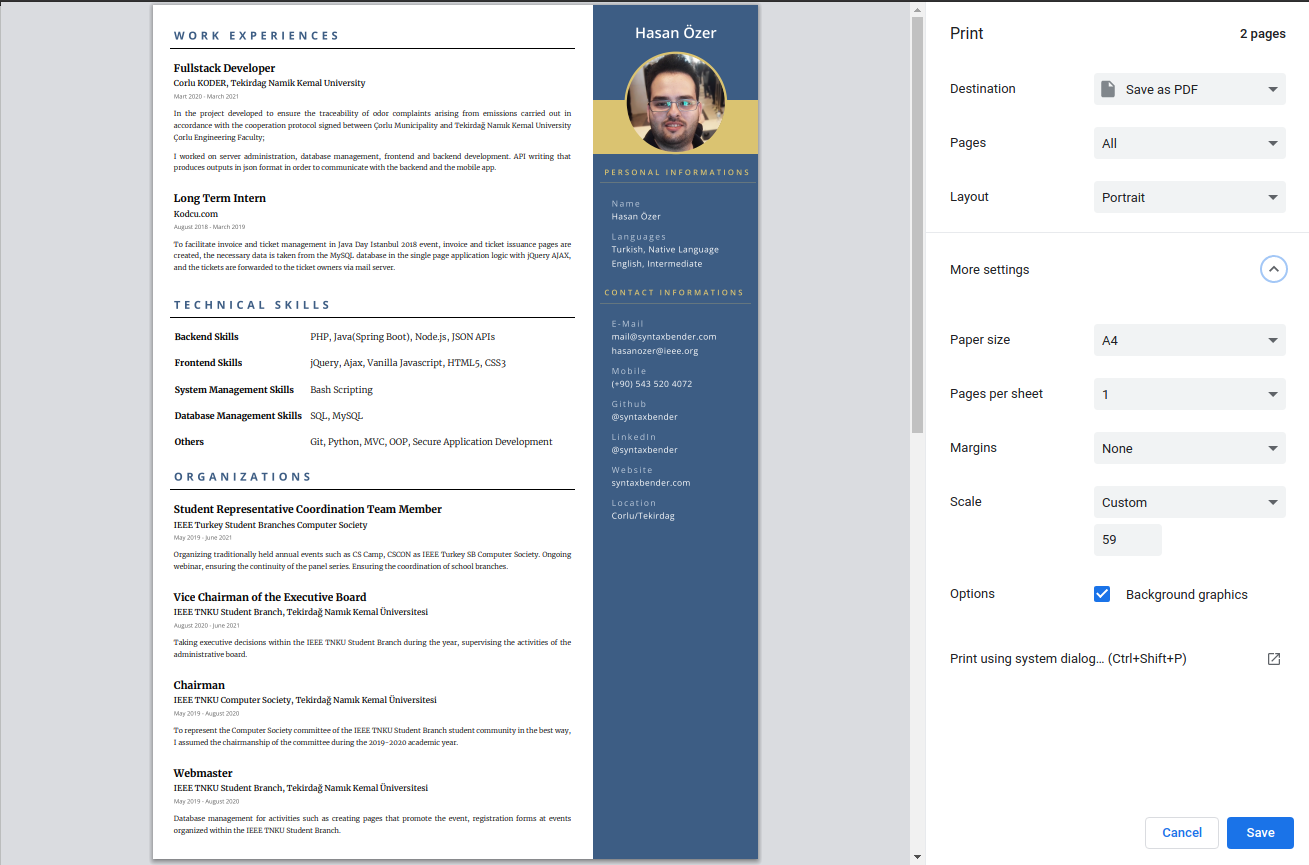 WORK EXPERIENCES
Fullstack Developer
Corlu KODER, Tekirdag Namik Kemal University
Mart 2020 - March 2021
In the project developed to ensure the traceability of odor complaints arising from emissions carried out in
accordance with the cooperation protocol signed between Çorlu Municipality and Tekirdağ Namık Kemal University
Çorlu Engineering Faculty;
I worked on server administration, database management, frontend and backend development. API writing that
produces outputs in json format in order to communicate with the backend and the mobile app.
Long Term Intern
Kodcu.com
August 2018 - March 2019
To facilitate invoice and ticket management in Java Day Istanbul 2018 event, invoice and ticket issuance pages are
created, the necessary data is taken from the MySQL database in the single page application logic with jQuery AJAX,
and the tickets are forwarded to the ticket owners via mail server.
TECHNICAL SKILLS
Backend Skills PHP, Java(Spring Boot), Node.js, JSON APIs
Frontend Skills jQuery, Ajax, Vanilla Javascript, HTML5, CSS3
System Management Skills Bash Scripting
Database Management Skills SQL, MySQL
Others Git, Python, MVC, OOP, Secure Application Development
ORGANIZATIONS
Student Representative Coordination Team Member
IEEE Turkey Student Branches Computer Society
May 2019 - June 2021
Organizing traditionally held annual events such as CS Camp, CSCON as IEEE Turkey SB Computer Society. Ongoing
webinar, ensuring the continuity of the panel series. Ensuring the coordination of school branches.
Vice Chairman of the Executive Board
IEEE TNKU Student Branch, Tekirdağ Namık Kemal Üniversitesi
August 2020 - June 2021
Taking executive decisions within the IEEE TNKU Student Branch during the year, supervising the activities of the
administrative board.
Chairman
IEEE TNKU Computer Society, Tekirdağ Namık Kemal Üniversitesi
May 2019 - August 2020
To represent the Computer Society committee of the IEEE TNKU Student Branch student community in the best way,
I assumed the chairmanship of the committee during the 2019-2020 academic year.
Webmaster
IEEE TNKU Student Branch, Tekirdağ Namık Kemal Üniversitesi
May 2019 - August 2020
Database management for activities such as creating pages that promote the event, registration forms at events
organized within the IEEE TNKU Student Branch.
Hasan Özer
PERSONAL INFORMATIONS
Name
Hasan Özer
Languages
Turkish, Native Language
English, Intermediate
CONTACT INFORMATIONS
E-Mail
mail@syntaxbender.com
hasanozer@ieee.org
Mobile
(+90) 543 520 4072
Github
@syntaxbender
LinkedIn
@syntaxbender
Website
syntaxbender.com
Location
Corlu/Tekirdag
Print 2 pages
Destination Save as PDF
Pages All
Layout Portrait
More settings
Paper size A4
Pages per sheet 1
Margins None
Scale Custom
59
Options Background graphics
Print using system dialog... (Ctrl+Shift+P)
Cancel Save